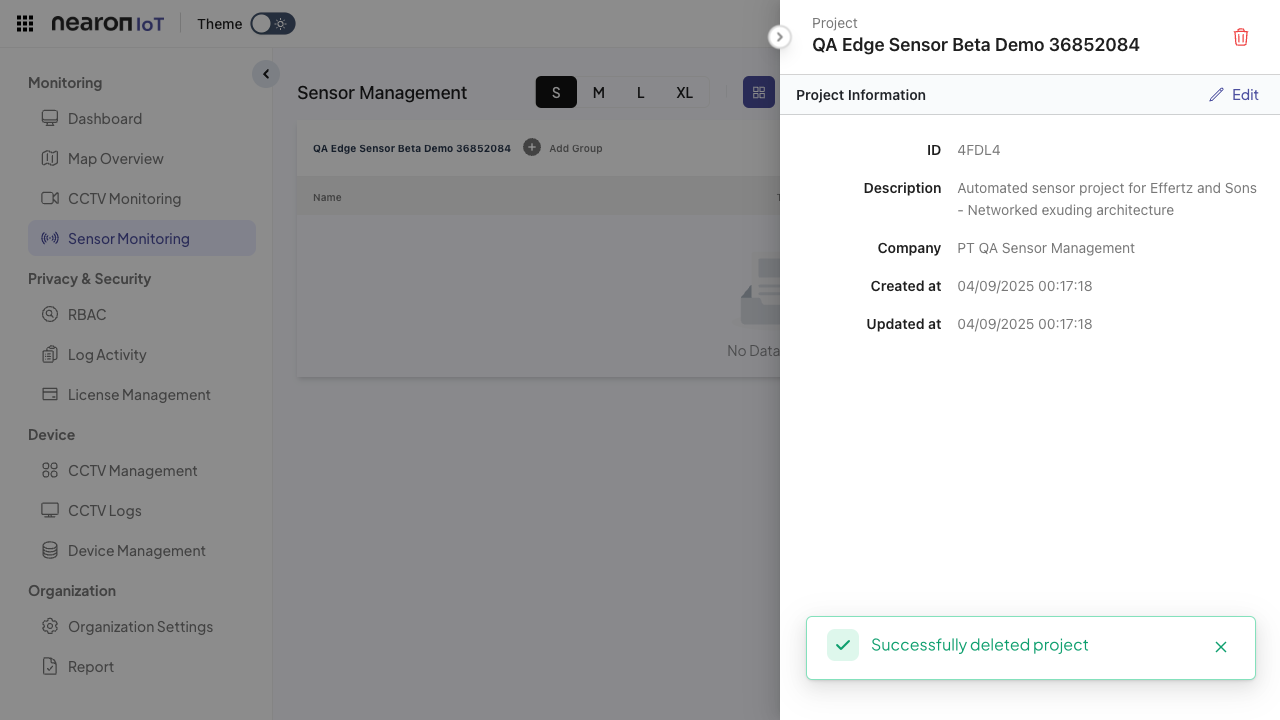 nearon IoT
Theme
Monitoring
Dashboard
Map Overview
CCTV Monitoring
Sensor Monitoring
Privacy & Security
RBAC
Log Activity
License Management
Device
CCTV Management
CCTV Logs
Device Management
Organization
Organization Settings
Report
Sensor Management
S M L XL
QA Edge Sensor Beta Demo 36852084
Add Group
Name
No Data
Project
QA Edge Sensor Beta Demo 36852084
Project Information
Edit
ID 4FDL4
Description Automated sensor project for Effertz and Sons
- Networked exuding architecture
Company PT QA Sensor Management
Created at 04/09/2025 00:17:18
Updated at 04/09/2025 00:17:18
Successfully deleted project